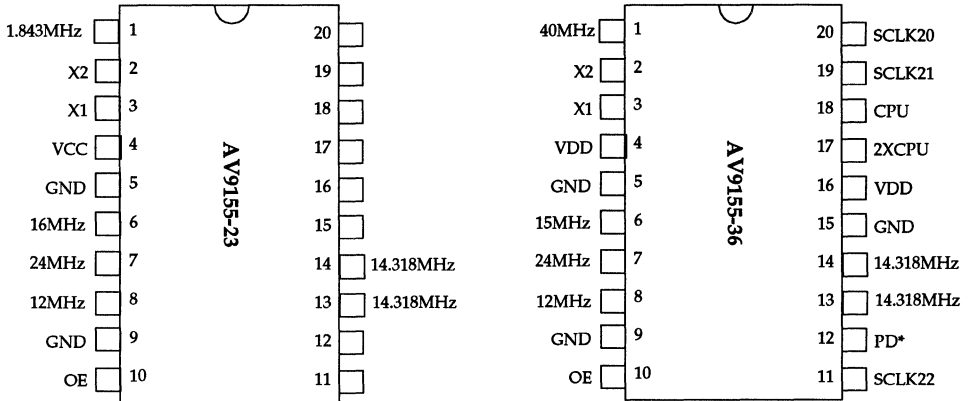 1.843MHz 1 20
X2 2 19
X1 3 18
VCC 4 17
GND 5 16
16MHz 6 15
24MHz 7 14 14.318MHz
12MHz 8 13 14.318MHz
GND 9 12
OE 10 11
AV9155-23
40MHz 1 20 SCLK20
X2 2 19 SCLK21
X1 3 18 CPU
VDD 4 17 2XCPU
GND 5 16 VDD
15MHz 6 15 GND
24MHz 7 14 14.318MHz
12MHz 8 13 14.318MHz
GND 9 12 PD*
OE 10 11 SCLK22
AV9155-36